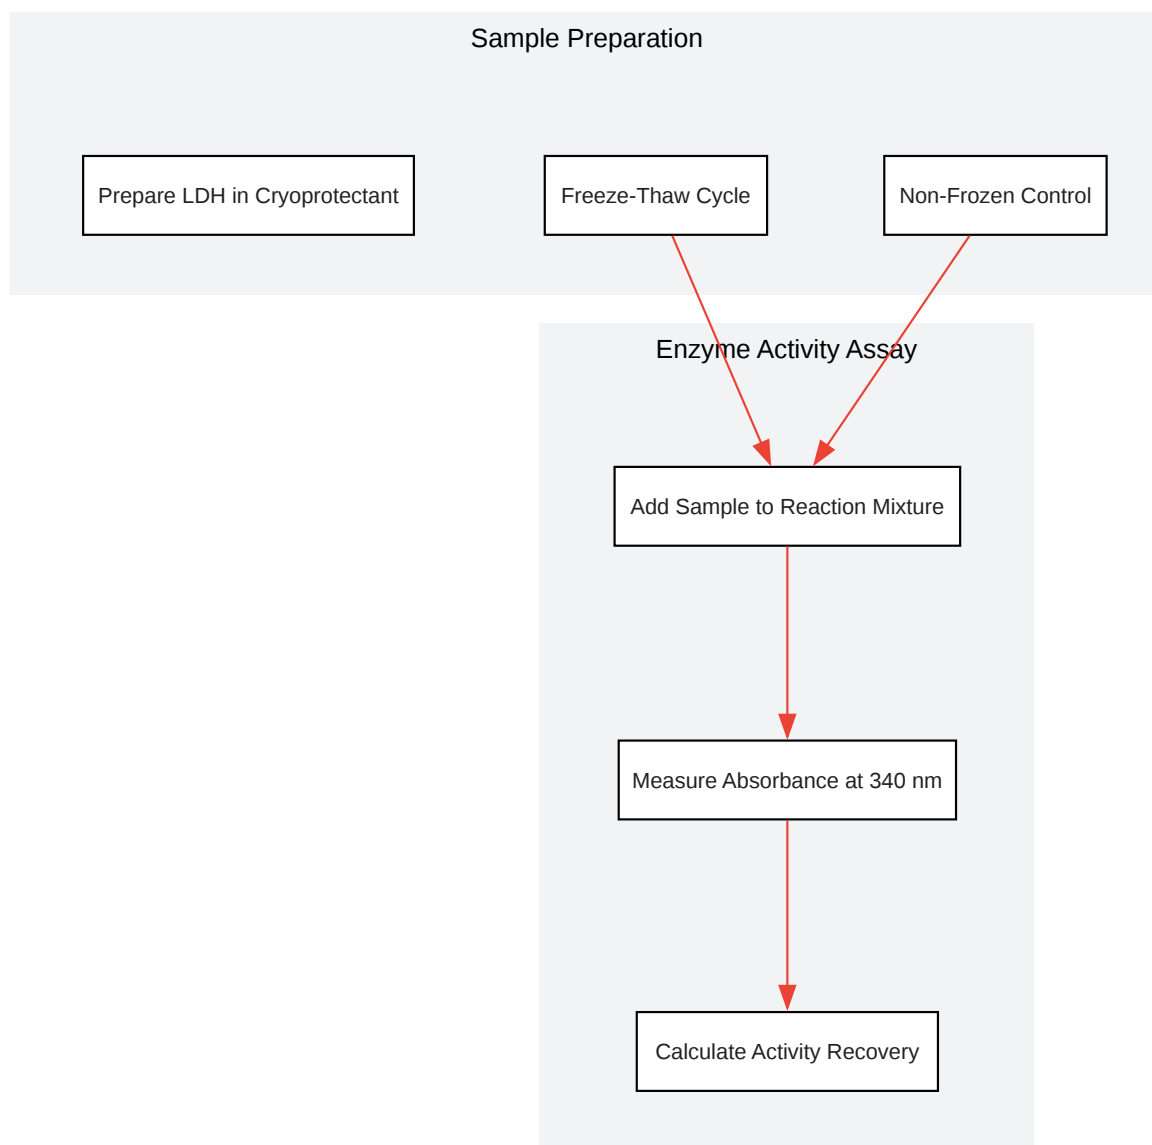 Sample Preparation
Prepare LDH in Cryoprotectant
Freeze-Thaw Cycle
Non-Frozen Control
Enzyme Activity Assay
Add Sample to Reaction Mixture
Measure Absorbance at 340 nm
Calculate Activity Recovery